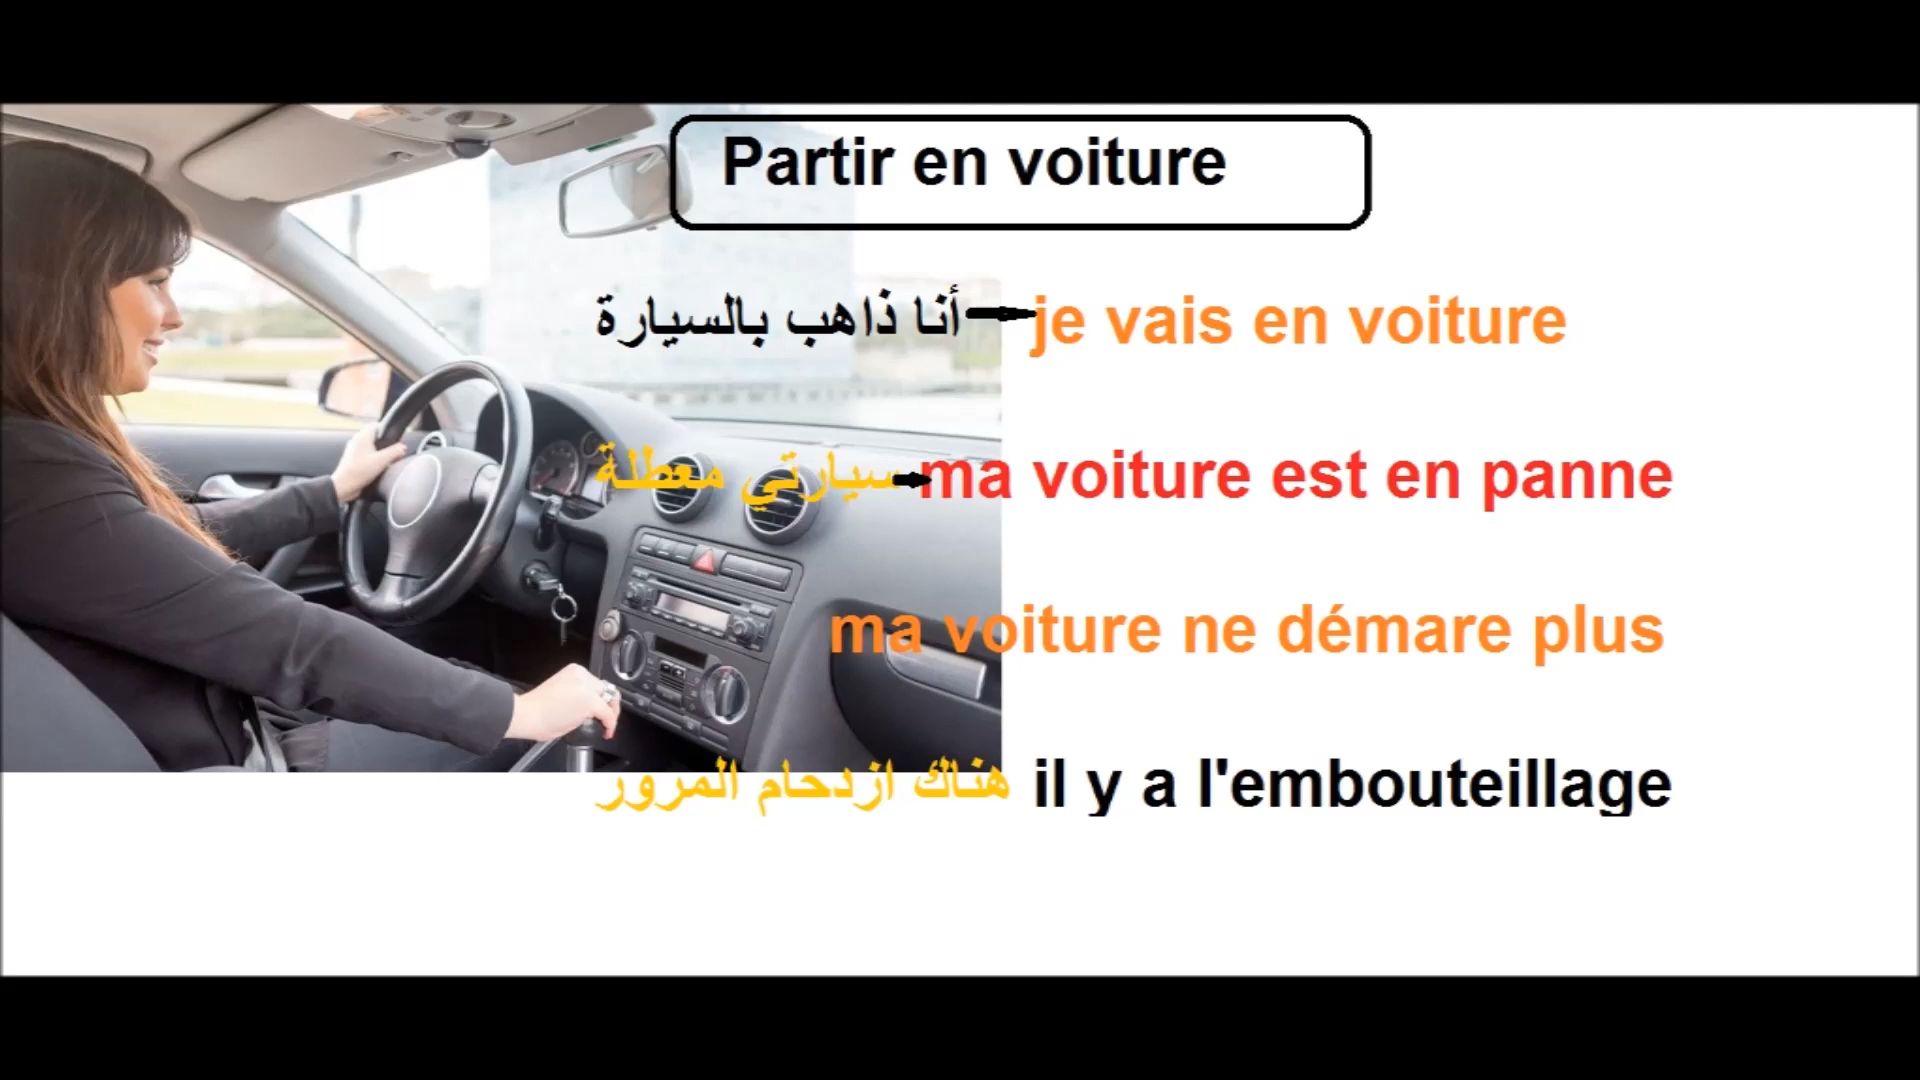 Partir en voiture
أنا ذاهب بالسيارة je vais en voiture
سيارتي معطلة ma voiture est en panne
ma voiture ne démare plus
هناك ازدحام المرور il y a l'embouteillage